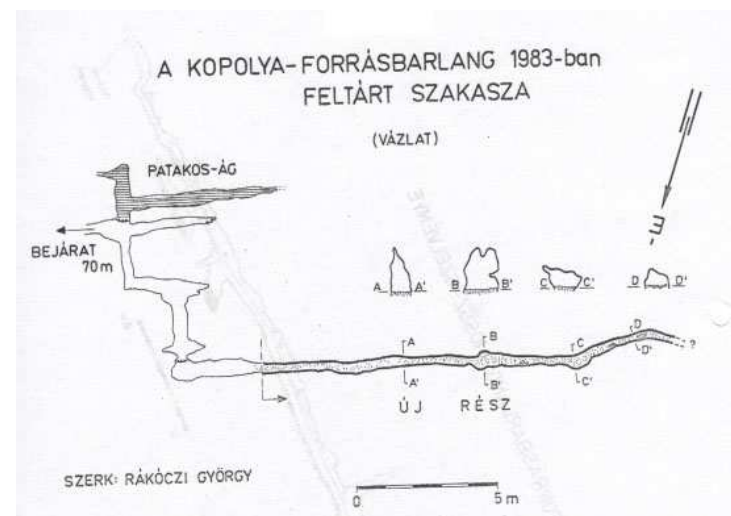 A KOPOLYA-FORRÁSBARLANG 1983-ban
FELTÁRT SZAKASZA
(VÁZLAT)
PATAKOS-ÁG
BEJÁRAT
70m
É
A A' B B' C C' D D'
A B C D
?
A' B' C' D'
ÚJ RÉSZ
SZERK: RÁKÓCZI GYÖRGY
0 5 m